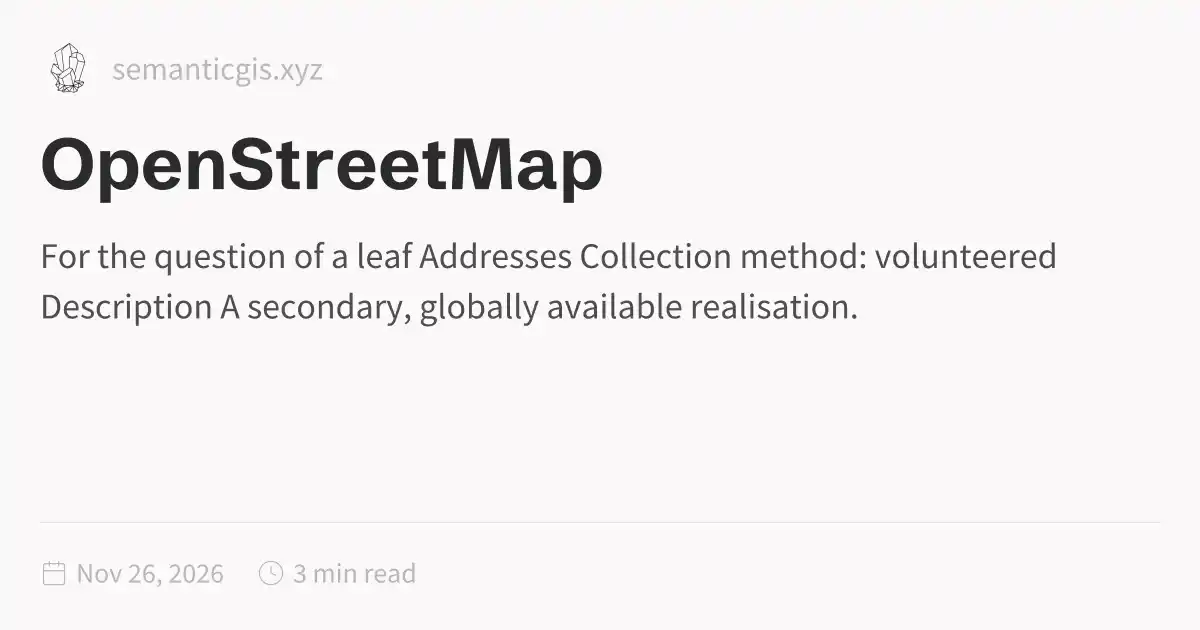 semanticgis.xyz
OpenStreetMap
For the question of a leaf Addresses Collection method: volunteered
Description A secondary, globally available realisation.
Nov 26, 2026
3 min read